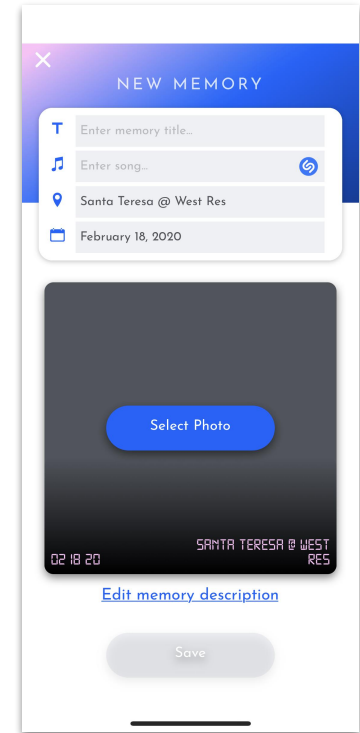 NEW MEMORY
Enter memory title...
Enter song...
Santa Teresa @ West Res
February 18, 2020
Select Photo
SANTA TERESA @ WEST
02 18 20 RES
Edit memory description
Save